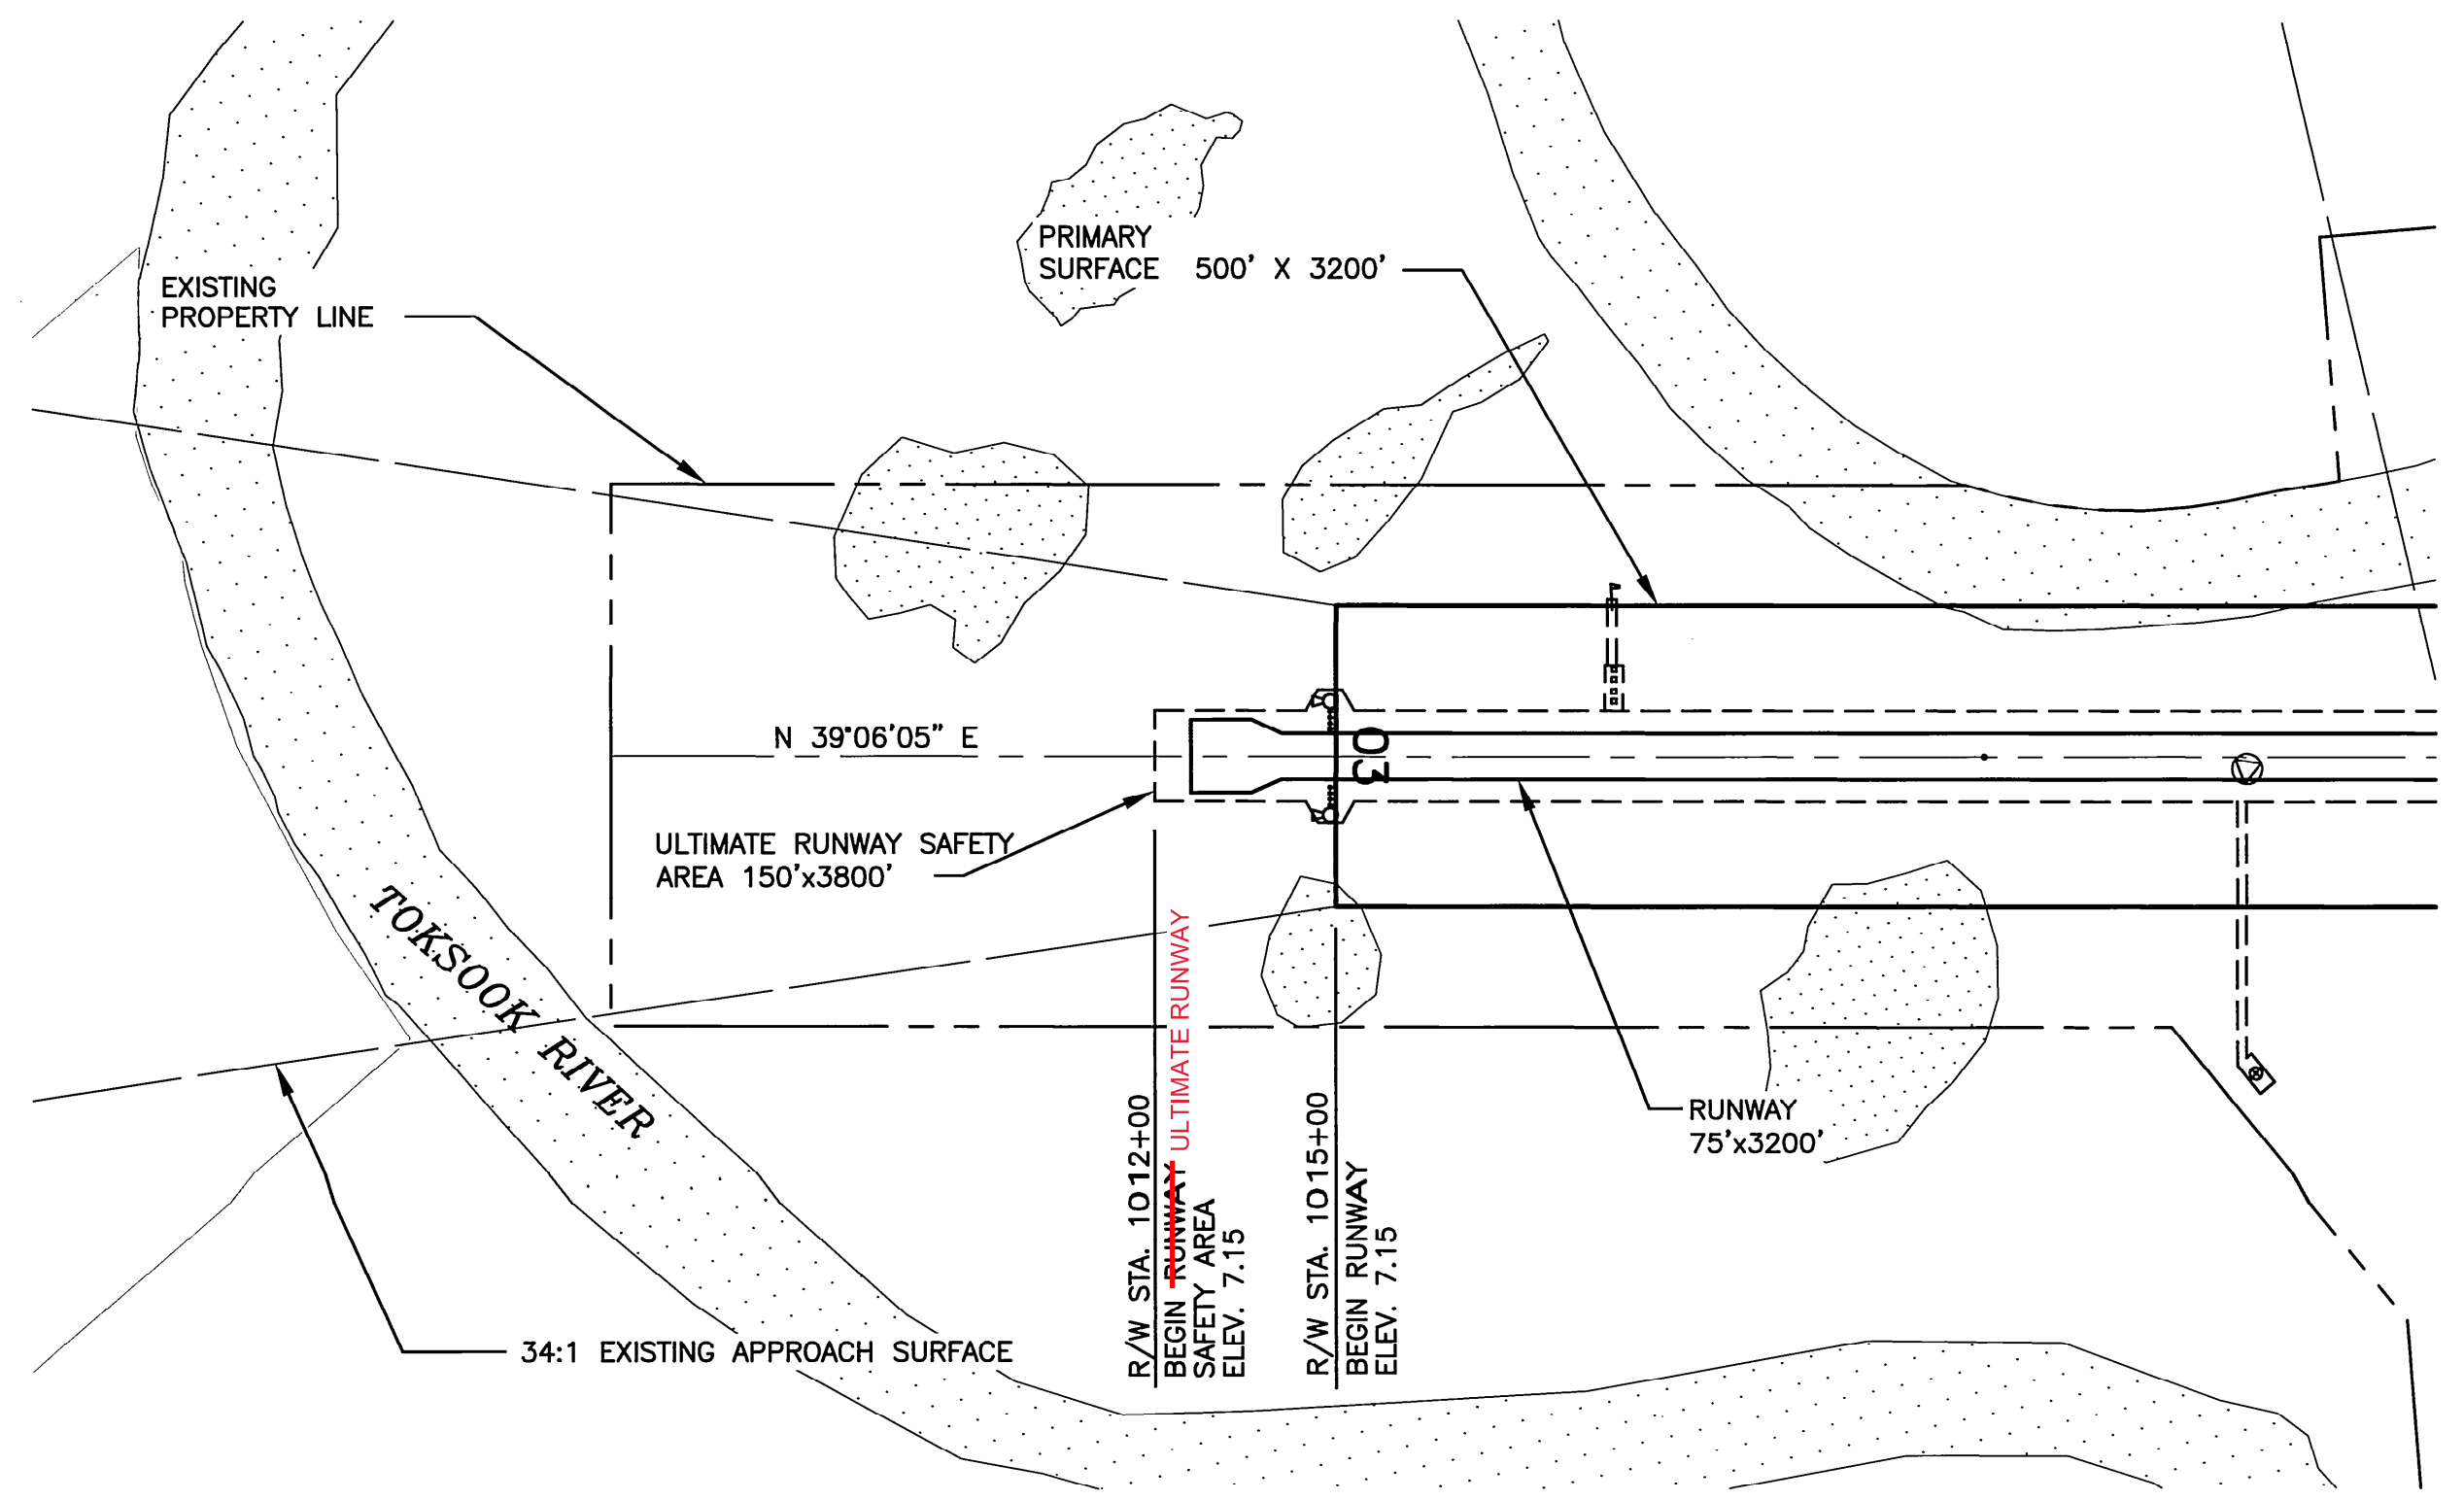 PRIMARY
SURFACE 500' X 3200'
EXISTING
PROPERTY LINE
03
N 39°06'05" E
ULTIMATE RUNWAY SAFETY
AREA 150'x3800'
TOKSOOK RIVER
R/W STA. 1012+00
BEGIN RUNWAY ULTIMATE RUNWAY
SAFETY AREA
ELEV. 7.15
R/W STA. 1015+00
BEGIN RUNWAY
ELEV. 7.15
RUNWAY
75'x3200'
34:1 EXISTING APPROACH SURFACE